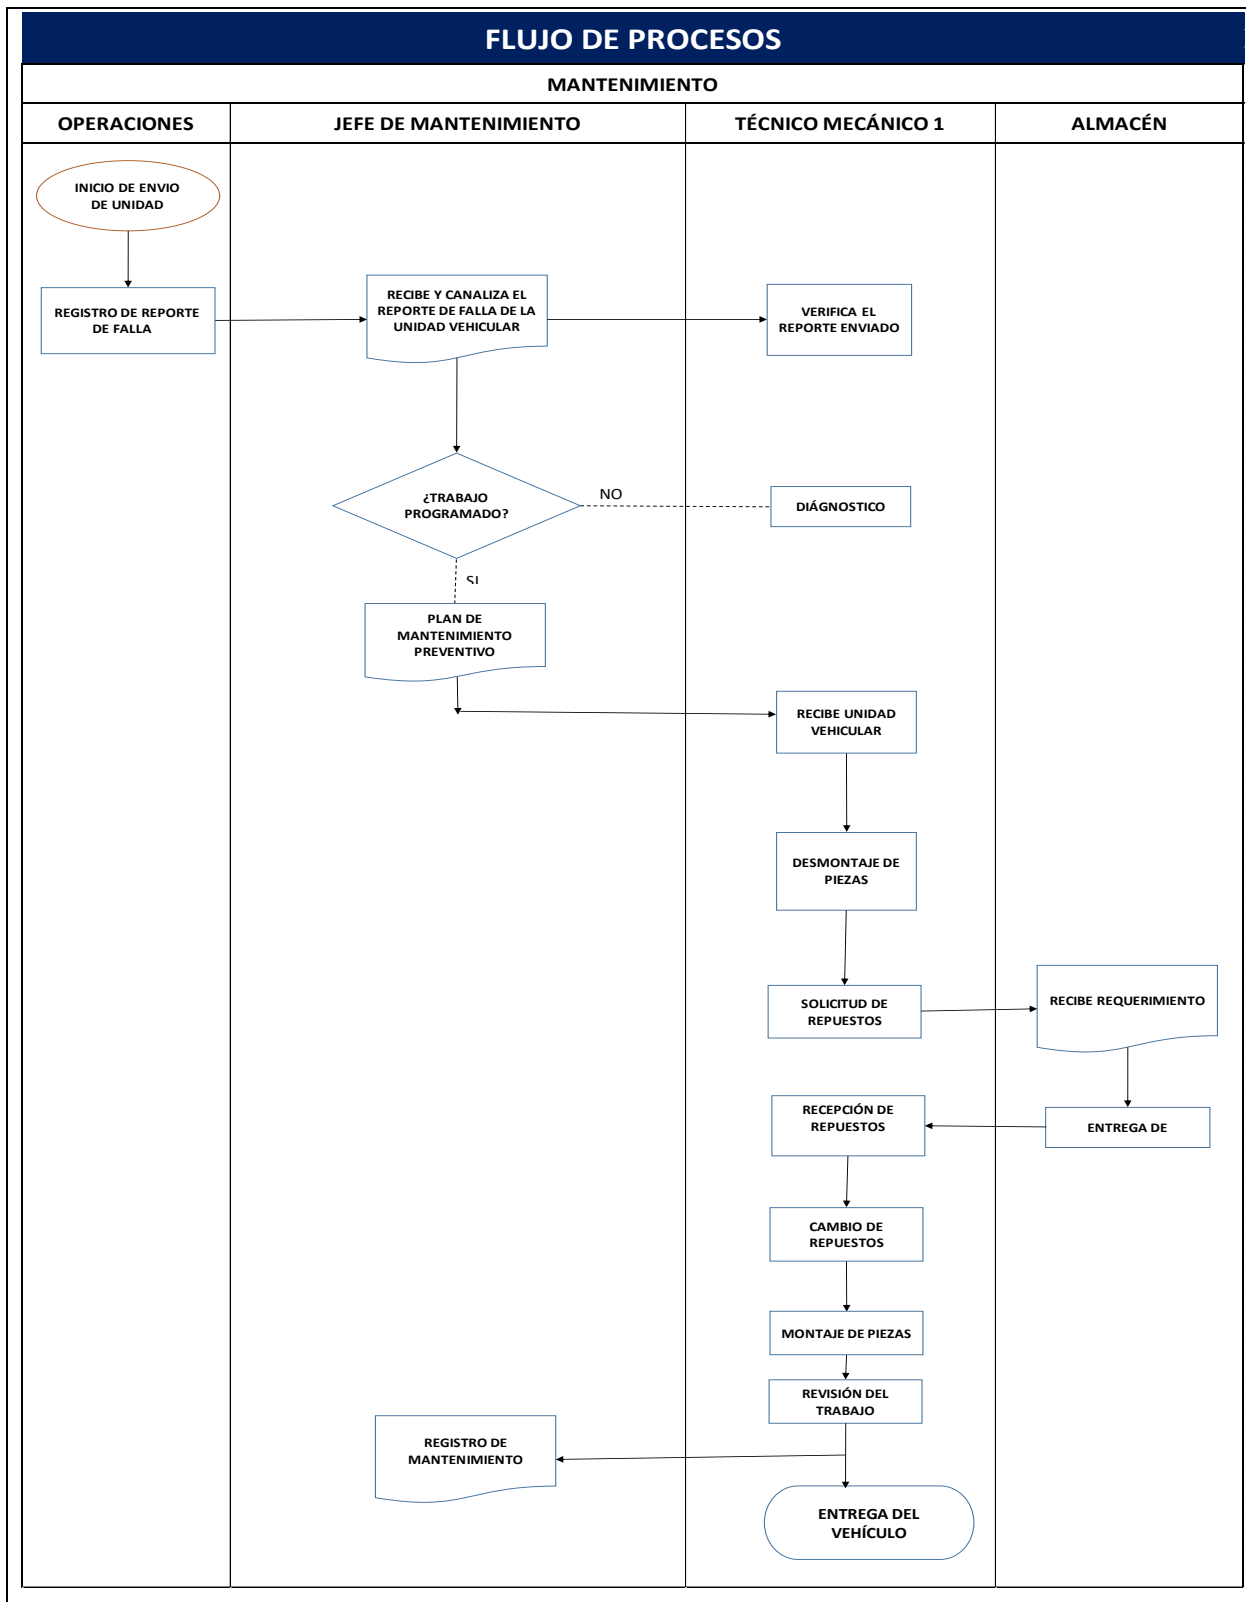 FLUJO DE PROCESOS
MANTENIMIENTO
OPERACIONES
JEFE DE MANTENIMIENTO
TÉCNICO MECÁNICO 1
ALMACÉN
INICIO DE ENVIO
DE UNIDAD
REGISTRO DE REPORTE
DE FALLA
RECIBE Y CANALIZA EL
REPORTE DE FALLA DE LA
UNIDAD VEHICULAR
VERIFICA EL
REPORTE ENVIADO
¿TRABAJO
PROGRAMADO?
NO
DIÁGNOSTICO
SI
PLAN DE
MANTENIMIENTO
PREVENTIVO
RECIBE UNIDAD
VEHICULAR
DESMONTAJE DE
PIEZAS
SOLICITUD DE
REPUESTOS
RECIBE REQUERIMIENTO
RECEPCIÓN DE
REPUESTOS
ENTREGA DE
CAMBIO DE
REPUESTOS
MONTAJE DE PIEZAS
REVISIÓN DEL
TRABAJO
REGISTRO DE
MANTENIMIENTO
ENTREGA DEL
VEHÍCULO